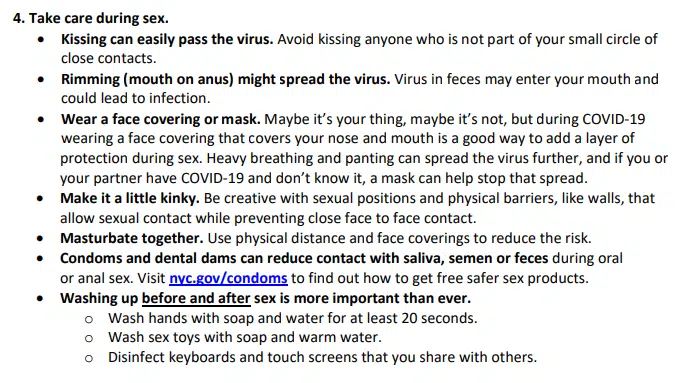 4. Take care during sex.
• Kissing can easily pass the virus. Avoid kissing anyone who is not part of your small circle of
close contacts.
• Rimming (mouth on anus) might spread the virus. Virus in feces may enter your mouth and
could lead to infection.
• Wear a face covering or mask. Maybe it’s your thing, maybe it’s not, but during COVID-19
wearing a face covering that covers your nose and mouth is a good way to add a layer of
protection during sex. Heavy breathing and panting can spread the virus further, and if you or
your partner have COVID-19 and don’t know it, a mask can help stop that spread.
• Make it a little kinky. Be creative with sexual positions and physical barriers, like walls, that
allow sexual contact while preventing close face to face contact.
• Masturbate together. Use physical distance and face coverings to reduce the risk.
• Condoms and dental dams can reduce contact with saliva, semen or feces during oral
or anal sex. Visit nyc.gov/condoms to find out how to get free safer sex products.
• Washing up before and after sex is more important than ever.
o Wash hands with soap and water for at least 20 seconds.
o Wash sex toys with soap and warm water.
o Disinfect keyboards and touch screens that you share with others.